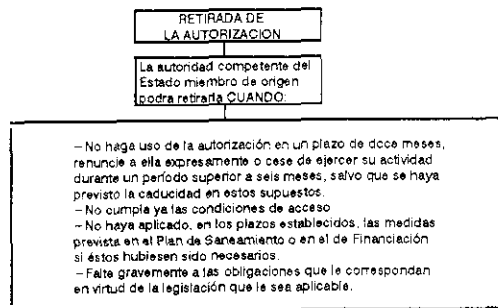 RETIRADA DE
LA AUTORIZACION
La autoridad competente del
Estado miembro de origen
podra retirarla CUANDO:
– No haga uso de la autorización en un plazo de doce meses,
renuncie a ella expresamente o cese de ejercer su actividad
durante un período superior a seis meses, salvo que se haya
previsto la caducidad en estos supuestos.
– No cumpla ya las condiciones de acceso
– No haya aplicado, en los plazos establecidos, las medidas
prevista en el Plan de Saneamiento o en el de Financiación
si éstos hubiesen sido necesarios.
– Falte gravemente a las obligaciones que le correspondan
en virtud de la legislación que le sea aplicable.